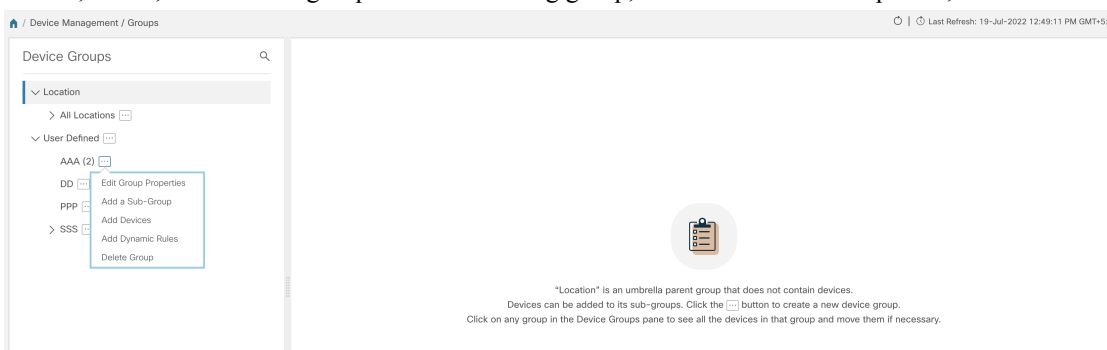 / Device Management / Groups
Last Refresh: 19-Jul-2022 12:49:11 PM GMT+5:
Device Groups
Location
All Locations
User Defined
AAA (2)
DD
PPP
SSS
Edit Group Properties
Add a Sub-Group
Add Devices
Add Dynamic Rules
Delete Group
"Location" is an umbrella parent group that does not contain devices.
Devices can be added to its sub-groups. Click the ... button to create a new device group.
Click on any group in the Device Groups pane to see all the devices in that group and move them if necessary.